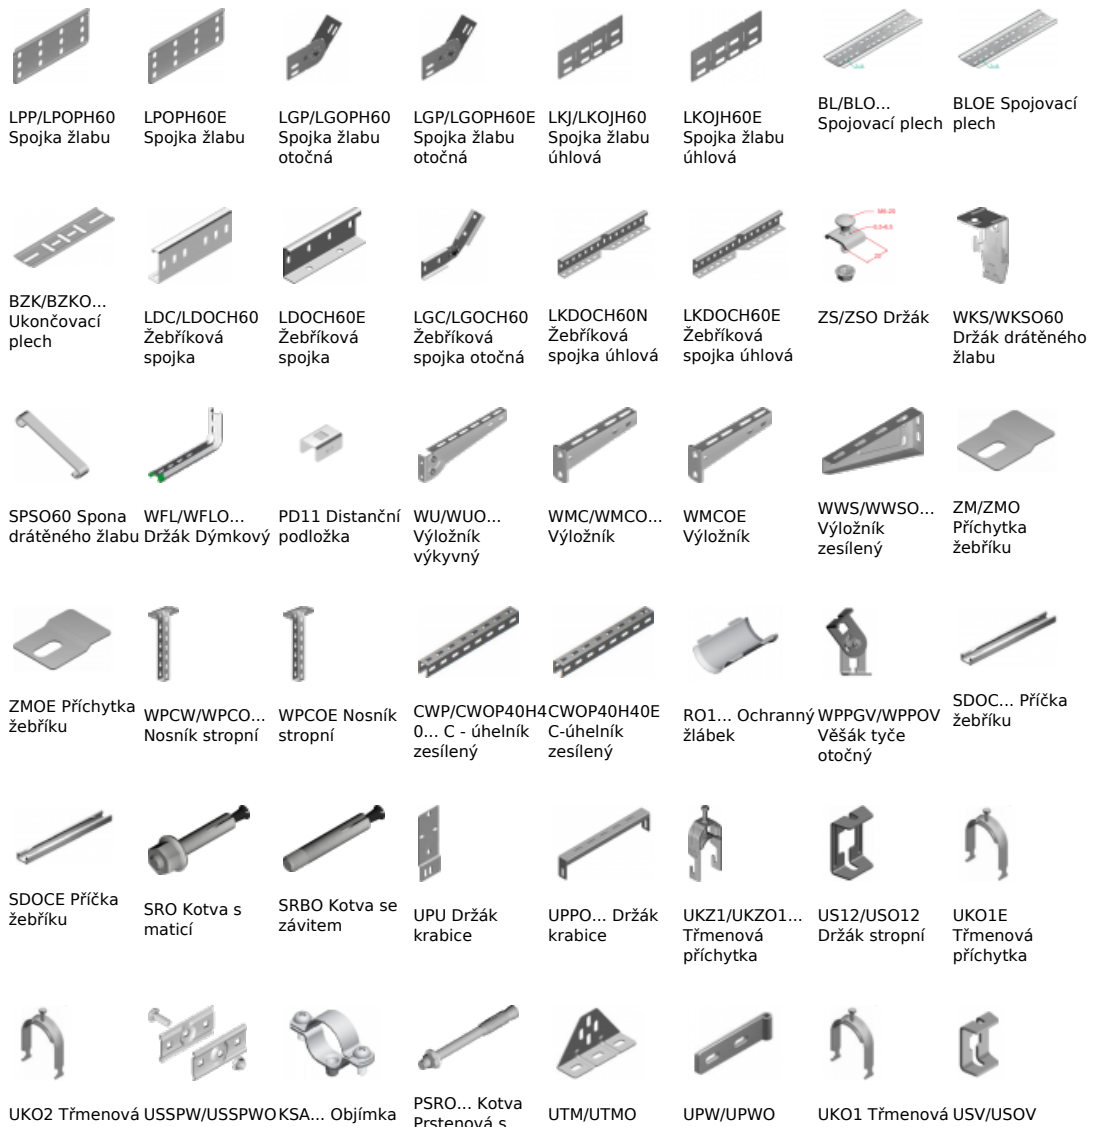 LPP/LPOPH60
Spojka žlabu
LPOPH60E
Spojka žlabu
LGP/LGOPH60
Spojka žlabu
otočná
LGP/LGOPH60E
Spojka žlabu
otočná
LKJ/LKOJH60
Spojka žlabu
úhlová
LKOJH60E
Spojka žlabu
úhlová
BL/BLO...
Spojovací plech
BLOE Spojovací
plech
BZK/BZKO...
Ukončovací
plech
LDC/LDOCH60
Žebříková
spojka
LDOCH60E
Žebříková
spojka
LGC/LGOCH60
Žebříková
spojka otočná
LKDOCH60N
Žebříková
spojka úhlová
LKDOCH60E
Žebříková
spojka úhlová
ZS/ZSO Držák
WKS/WKSO60
Držák drátěného
žlabu
SPSO60 Spona
drátěného žlabu
WFL/WFLO...
Držák Dýmkový
PD11 Distanční
podložka
WU/WUO...
Výložník
výkyvný
WMC/WMCO...
Výložník
WMCOE
Výložník
WWS/WWSO...
Výložník
zesílený
ZM/ZMO
Příchytka
žebříku
ZMOE Příchytka
žebříku
WPCW/WPCO...
Nosník stropní
WPCOE Nosník
stropní
CWP/CWOP40H4
0... C - úhelník
zesílený
CWOP40H40E
C-úhelník
zesílený
RO1... Ochranný
žlábek
WPPGV/WPPOV
Věšák tyče
otočný
SDOC... Příčka
žebříku
SDOCE Příčka
žebříku
SRO Kotva s
maticí
SRBO Kotva se
závitem
UPU Držák
krabice
UPPO... Držák
krabice
UKZ1/UKZO1...
Třmenová
příchytka
US12/USO12
Držák stropní
UKO1E
Třmenová
příchytka
UKO2 Třmenová
USSPW/USSPWO
KSA... Objímka
PSRO... Kotva
Prstenová s
UTM/UTMO
UPW/UPWO
UKO1 Třmenová
USV/USOV